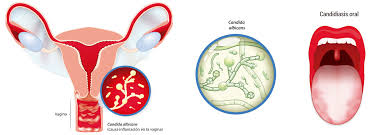 Vagina
Candida albicans
Causa inflamación en la vagina
Candida
albicans
Candidiasis oral